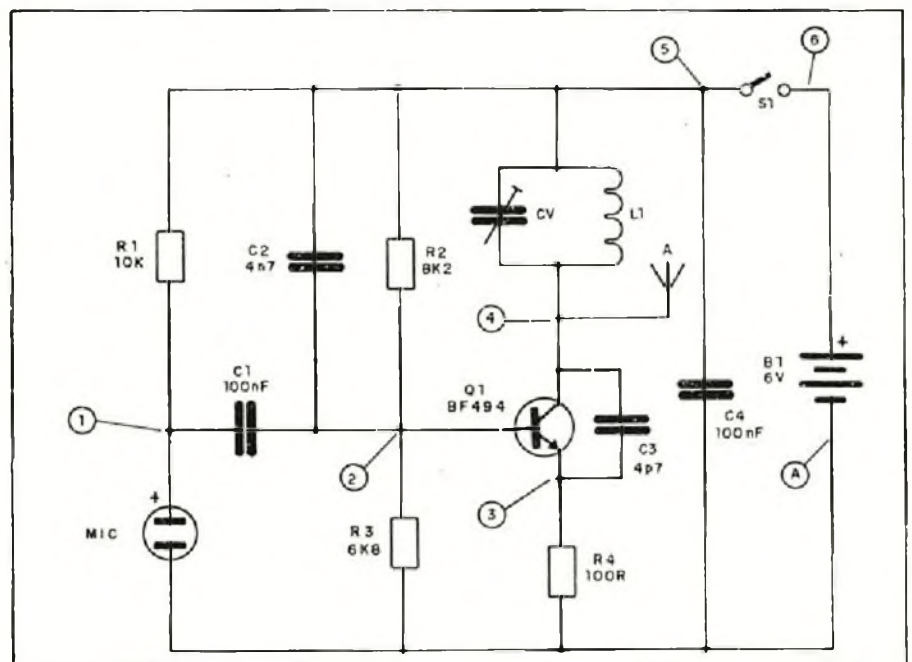 5
6
S1
R1
10K
C2
4n7
R2
8K2
CV
L1
A
4
C1
100nF
Q1
BF494
B1
6V
+
1
2
C3
4p7
C4
100nF
A
3
MIC
+
R3
6K8
R4
100R